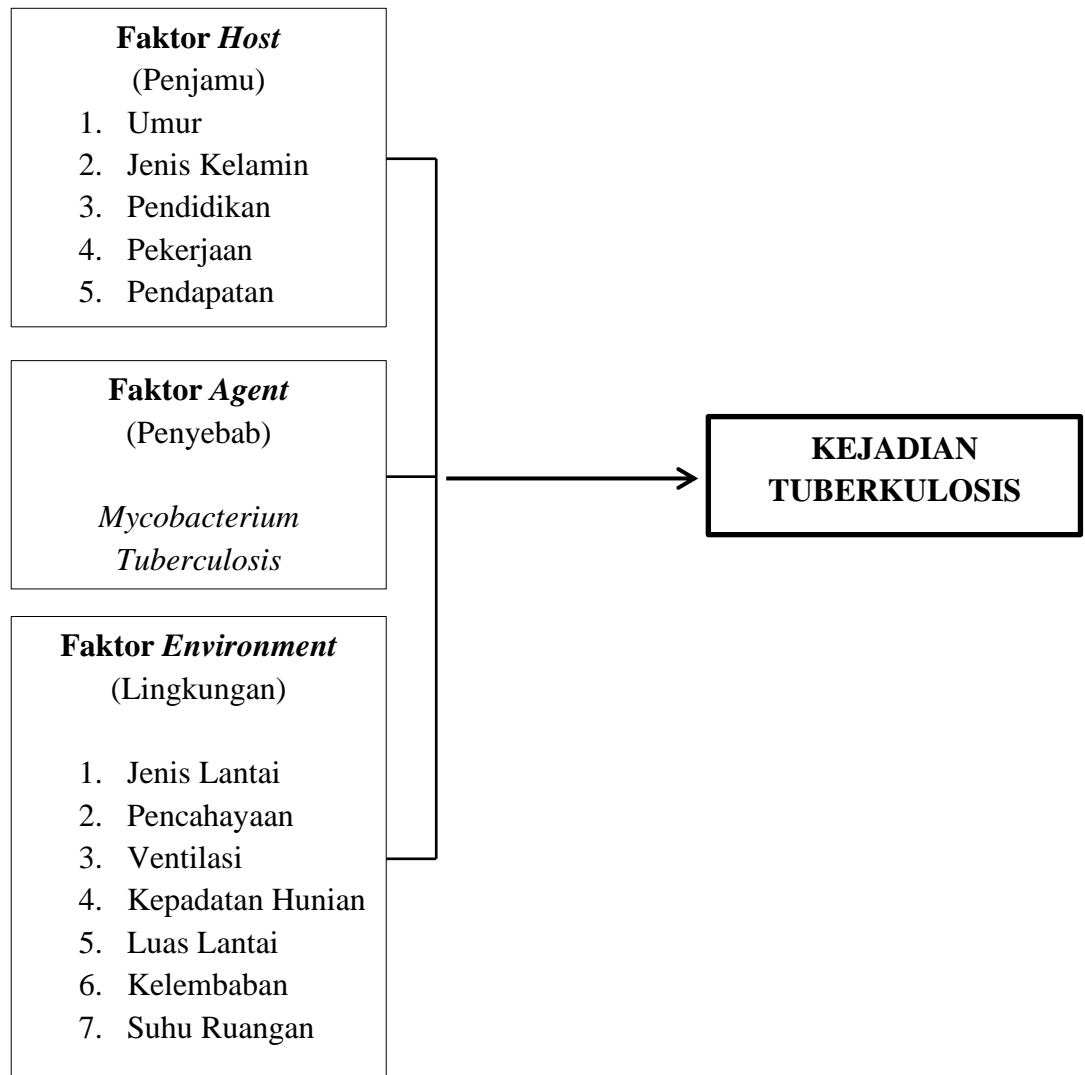 Faktor Host
(Penjamu)
1. Umur
2. Jenis Kelamin
3. Pendidikan
4. Pekerjaan
5. Pendapatan
Faktor Agent
(Penyebab)
Mycobacterium
Tuberculosis
Faktor Environment
(Lingkungan)
1. Jenis Lantai
2. Pencahayaan
3. Ventilasi
4. Kepadatan Hunian
5. Luas Lantai
6. Kelembaban
7. Suhu Ruangan
KEJADIAN
TUBERKULOSIS